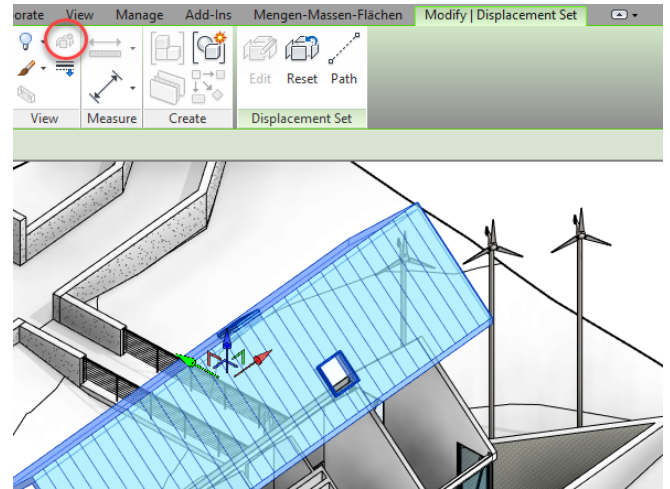 orate View Manage Add-Ins Mengen-Massen-Flächen Modify | Displacement Set
Edit Reset Path
View Measure Create Displacement Set